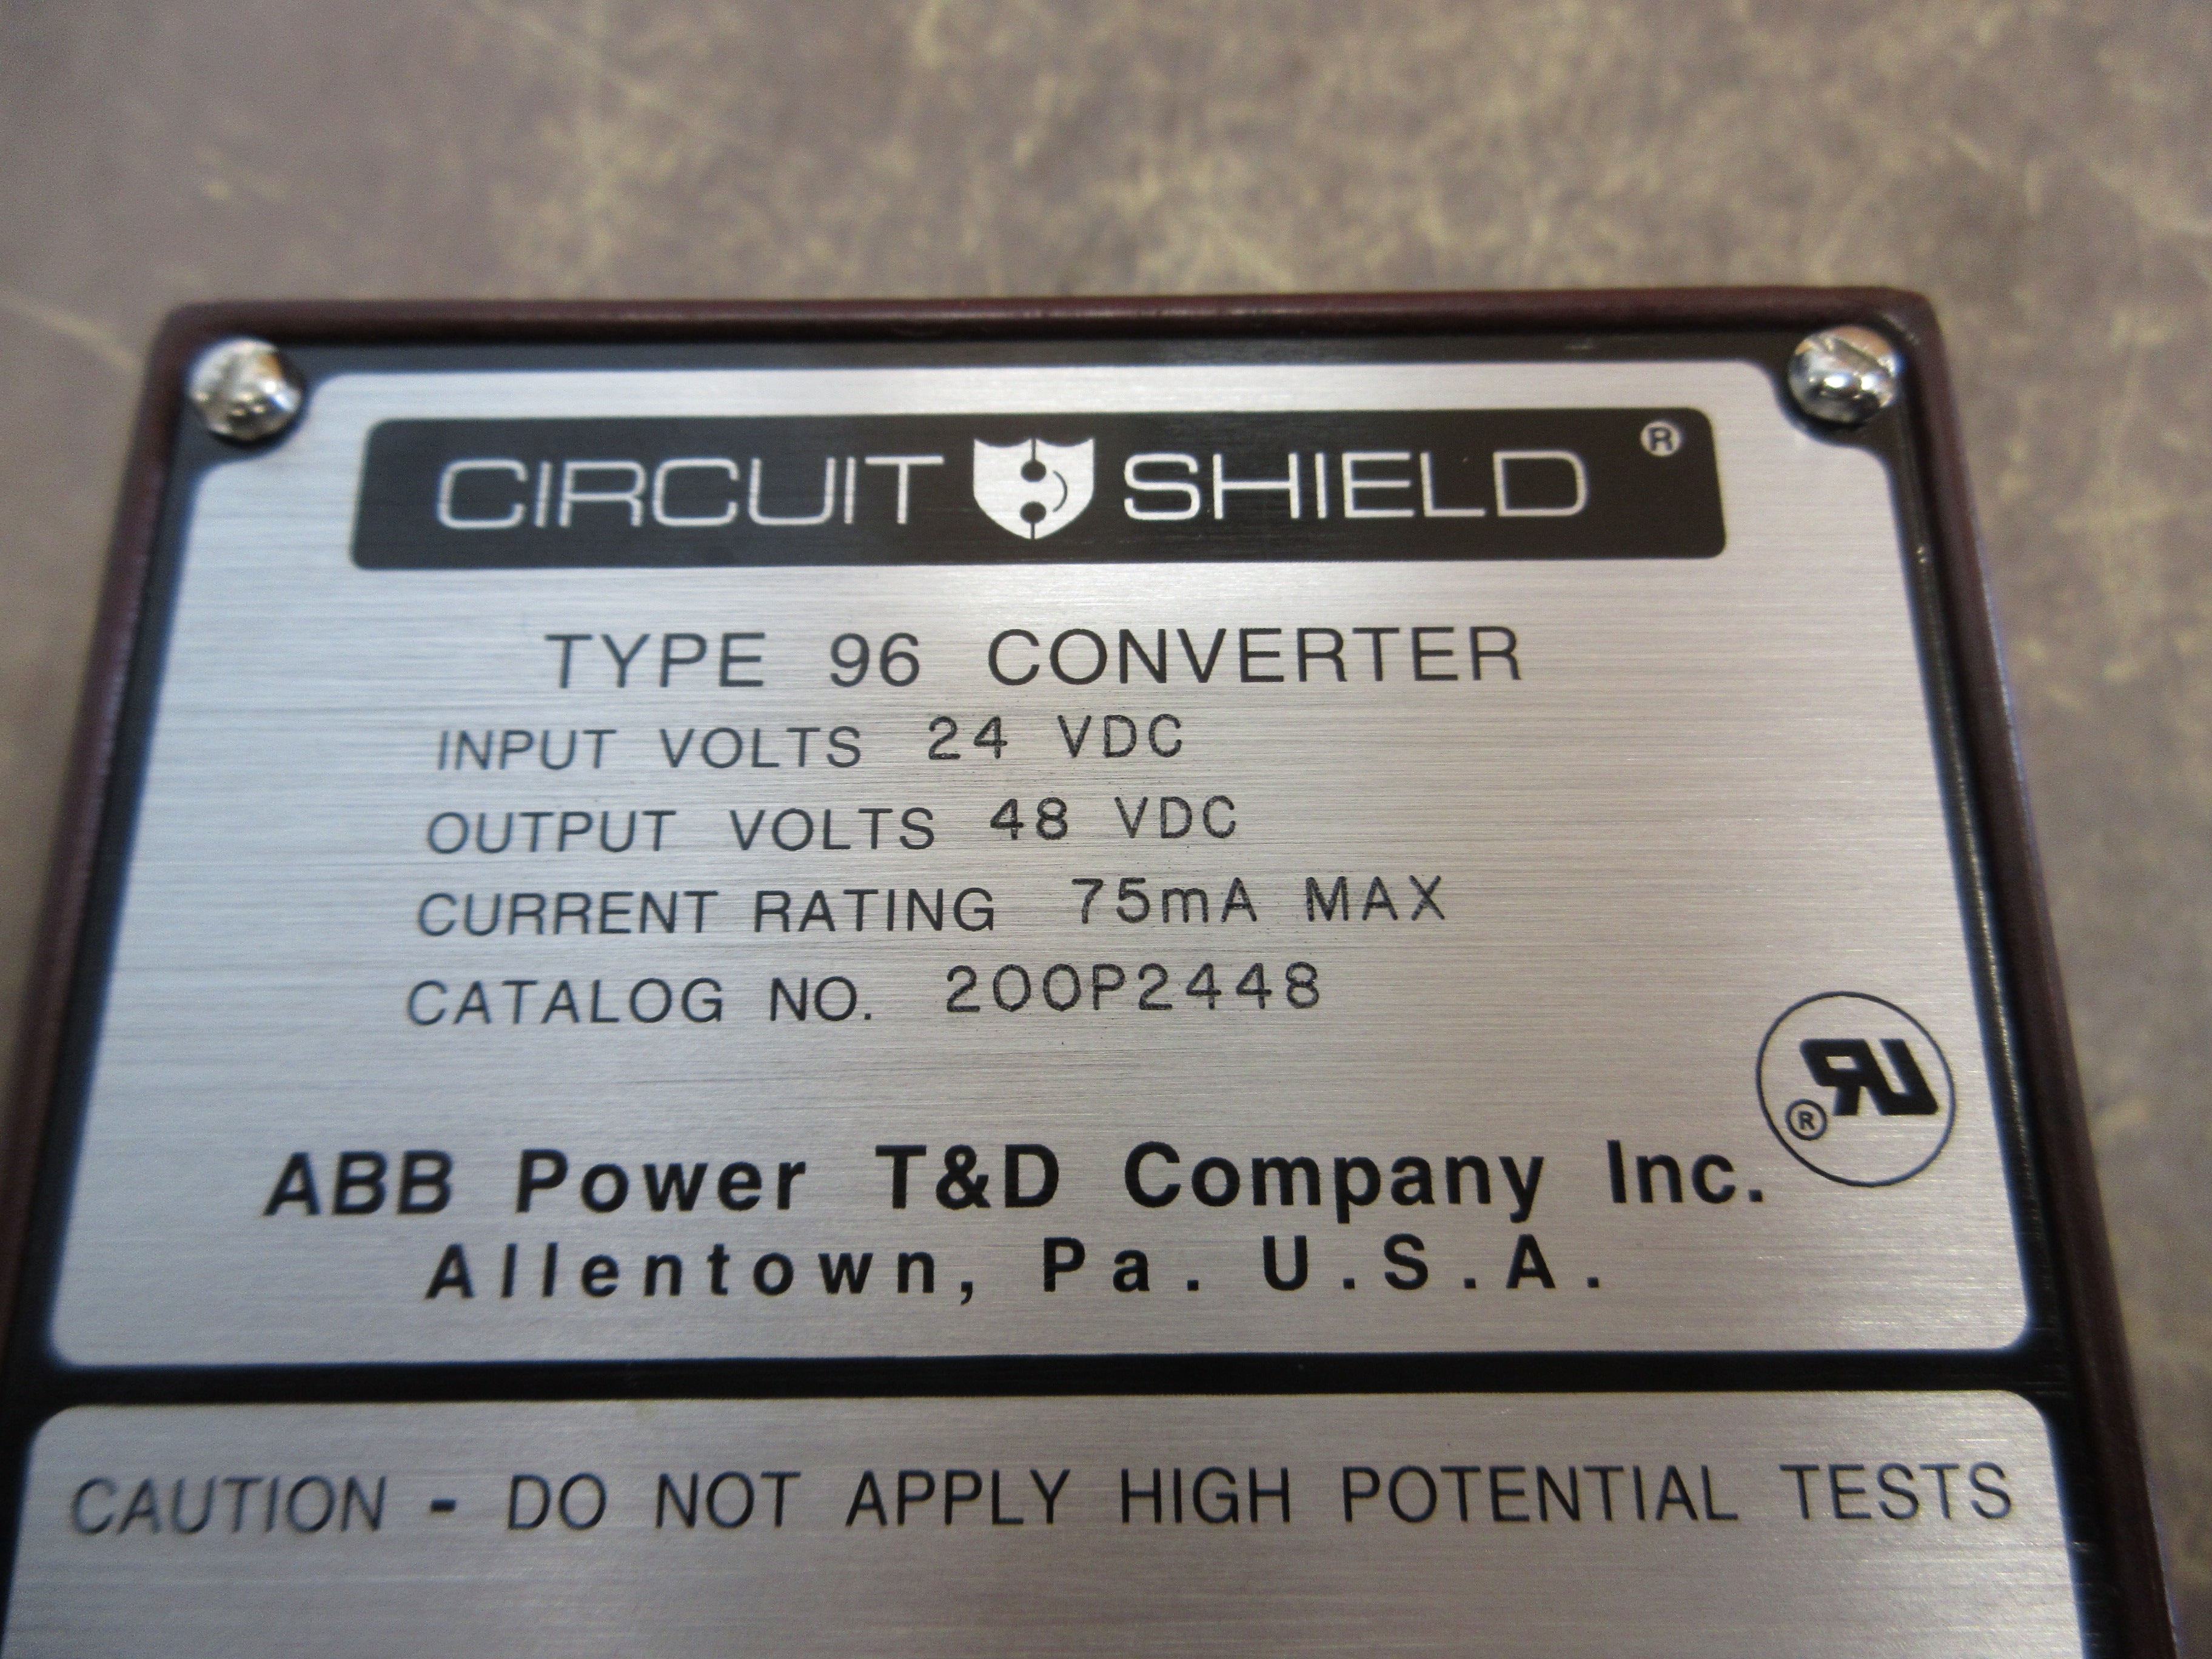 CIRCUIT SHIELD ®
TYPE 96 CONVERTER
INPUT VOLTS 24 VDC
OUTPUT VOLTS 48 VDC
CURRENT RATING 75mA MAX
CATALOG NO. 200P2448
RU ®
ABB Power T&D Company Inc.
Allentown, Pa. U.S.A.
CAUTION - DO NOT APPLY HIGH POTENTIAL TESTS